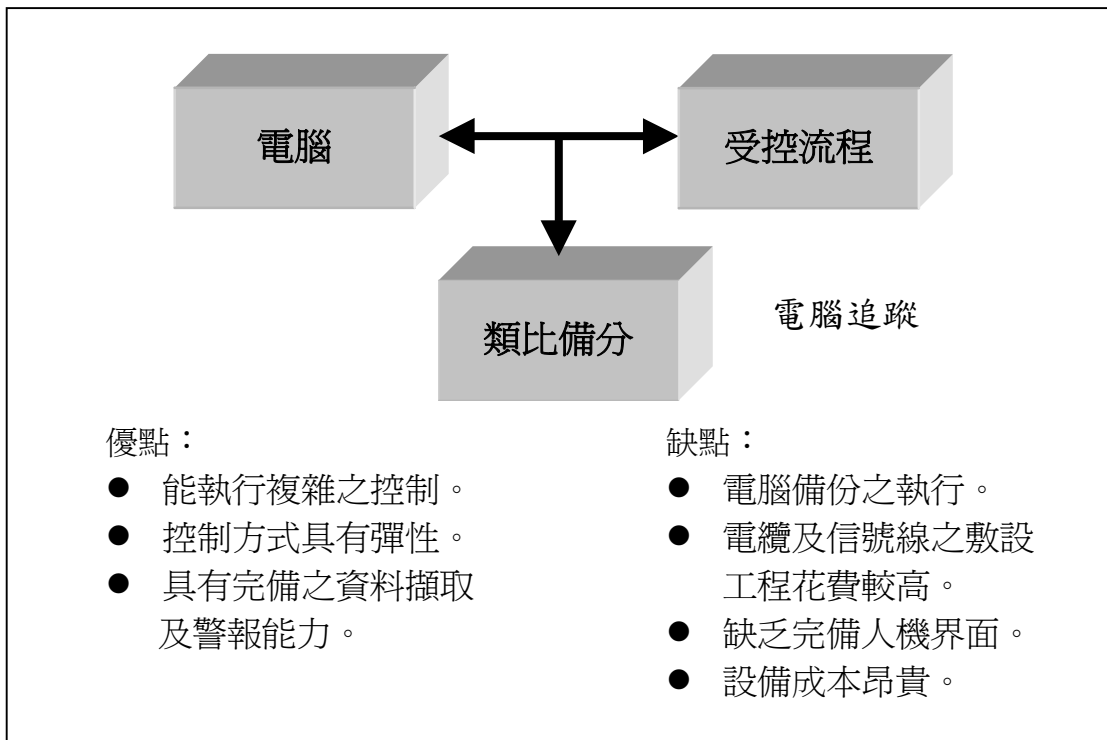 電腦
受控流程
類比備分
電腦追蹤
優點：
● 能執行複雜之控制。
● 控制方式具有彈性。
● 具有完備之資料擷取
及警報能力。
缺點：
● 電腦備份之執行。
● 電纜及信號線之敷設
工程花費較高。
● 缺乏完備人機界面。
● 設備成本昂貴。